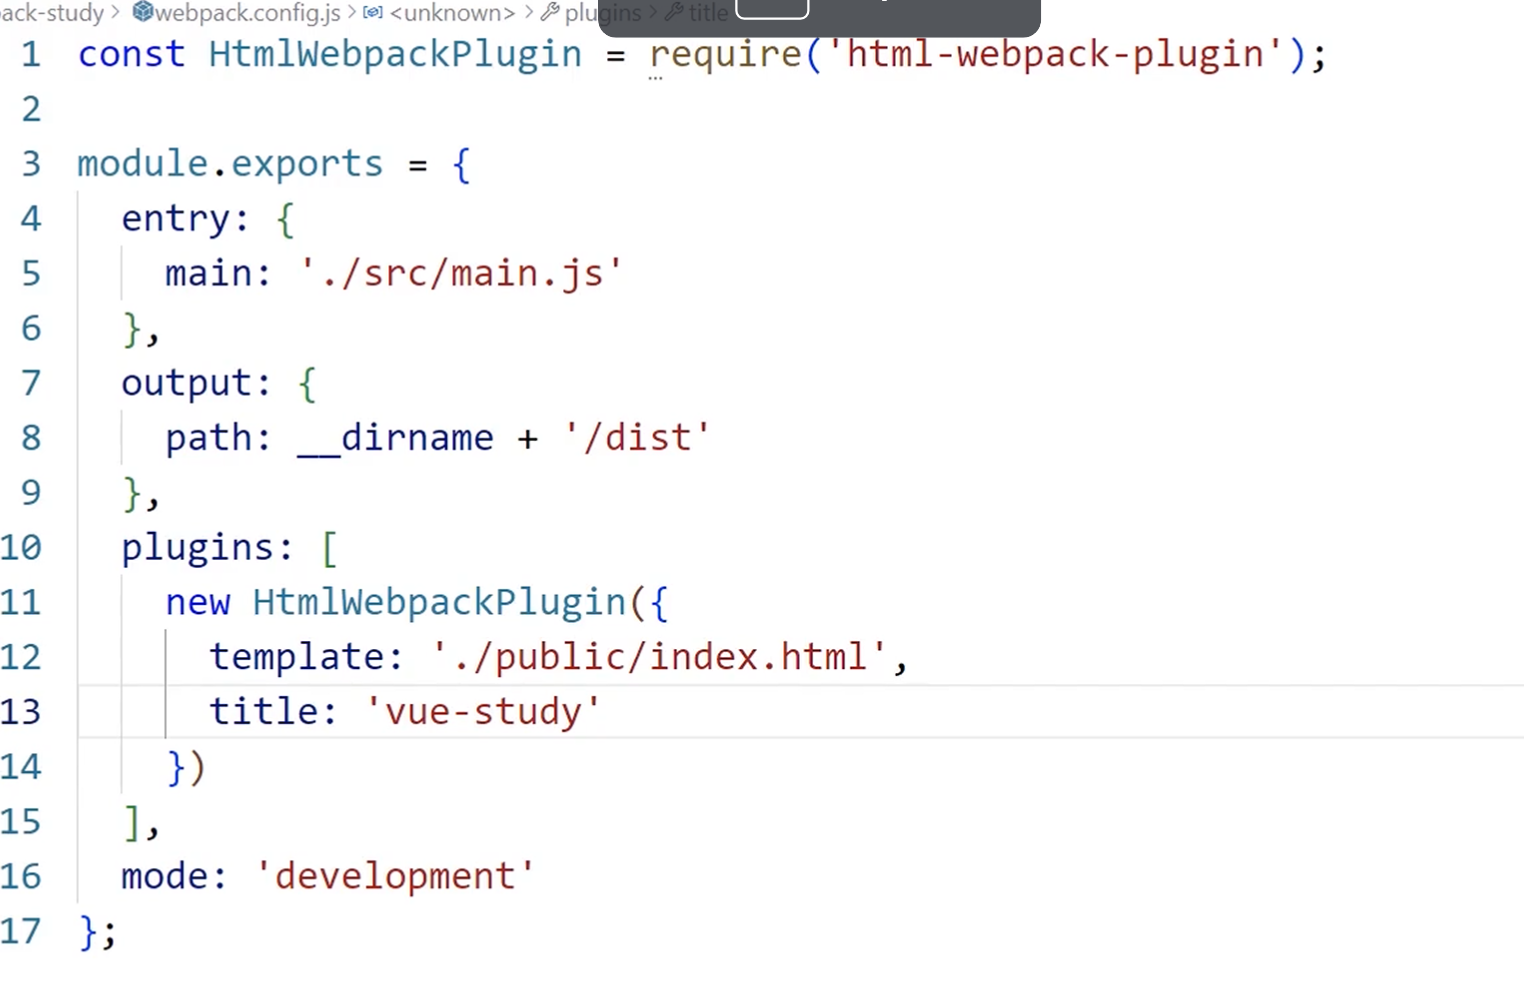 ack-study > webpack.config.js > <unknown> > plugins > title
1 const HtmlWebpackPlugin = require('html-webpack-plugin');
2
3 module.exports = {
4   entry: {
5     main: './src/main.js'
6   },
7   output: {
8     path: __dirname + '/dist'
9   },
10   plugins: [
11     new HtmlWebpackPlugin({
12       template: './public/index.html',
13       title: 'vue-study'
14     })
15   ],
16   mode: 'development'
17 };